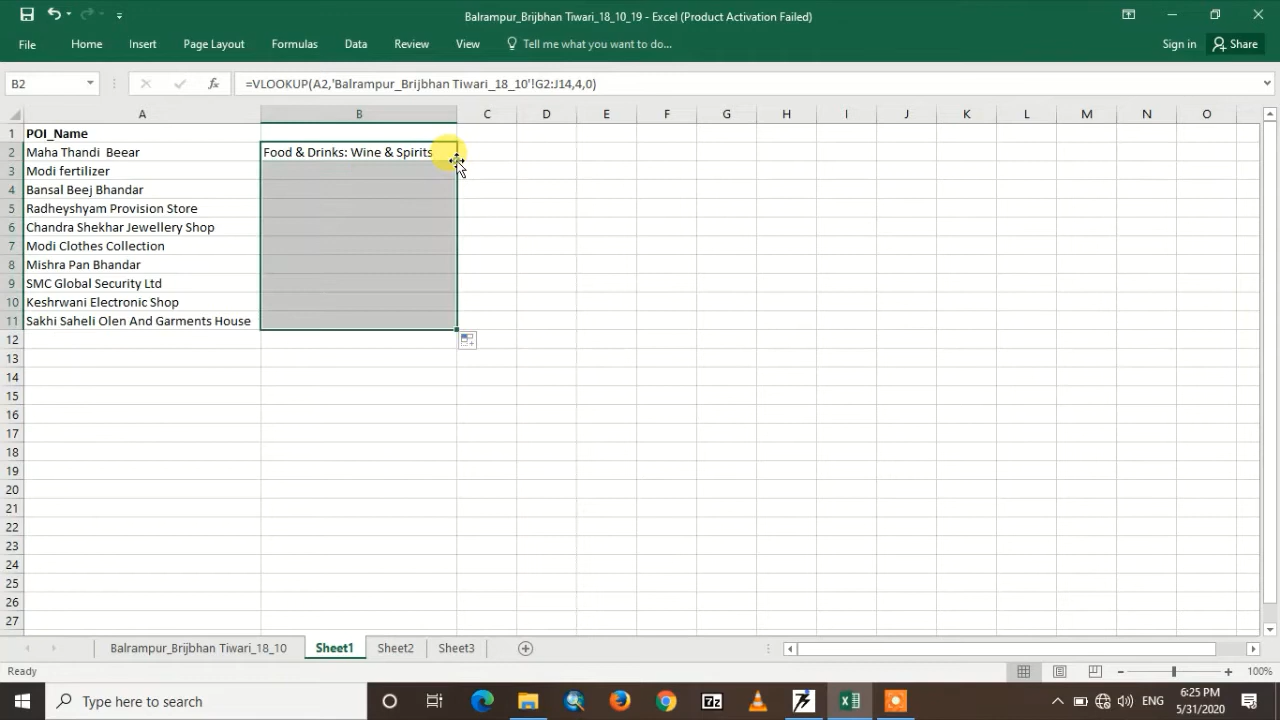 Balrampur_Brijbhan Tiwari_18_10_19 - Excel (Product Activation Failed)
File Home Insert Page Layout Formulas Data Review View Tell me what you want to do... Sign in Share
B2 fx =VLOOKUP(A2,'Balrampur_Brijbhan Tiwari_18_10'!G2:J14,4,0)
A B C D E F G H I J K L M N O
1 POI_Name
2 Maha Thandi  Beear Food & Drinks: Wine & Spirits
3 Modi fertilizer
4 Bansal Beej Bhandar
5 Radheyshyam Provision Store
6 Chandra Shekhar Jewellery Shop
7 Modi Clothes Collection
8 Mishra Pan Bhandar
9 SMC Global Security Ltd
10 Keshrwani Electronic Shop
11 Sakhi Saheli Olen And Garments House
12
13
14
15
16
17
18
19
20
21
22
23
24
25
26
27
Balrampur_Brijbhan Tiwari_18_10 Sheet1 Sheet2 Sheet3
Ready 100%
Type here to search 7z ENG 6:25 PM
5/31/2020